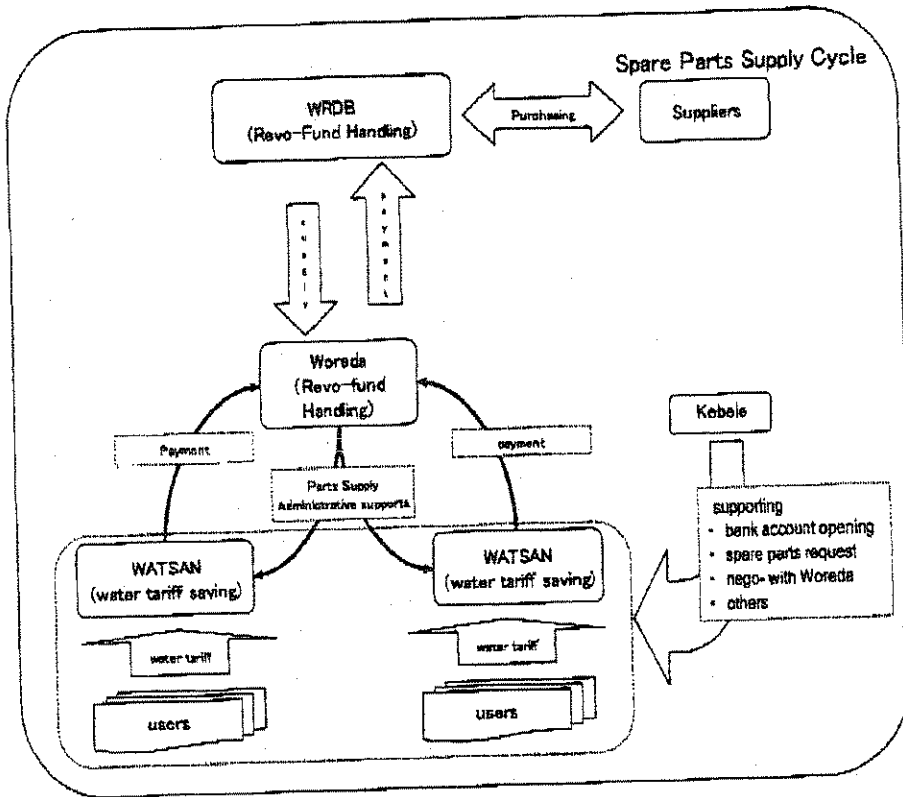 Spare Parts Supply Cycle
WRDB
(Revo-Fund Handling)
Purchasing
Suppliers
supply
payment
Woreda
(Revo-fund
Handling)
Kebele
Payment
payment
Parts Supply
Administrative supports
supporting
• bank account opening
• spare parts request
• nego- with Woreda
• others
WATSAN
(water tariff saving)
WATSAN
(water tariff saving)
water tariff
water tariff
users
users